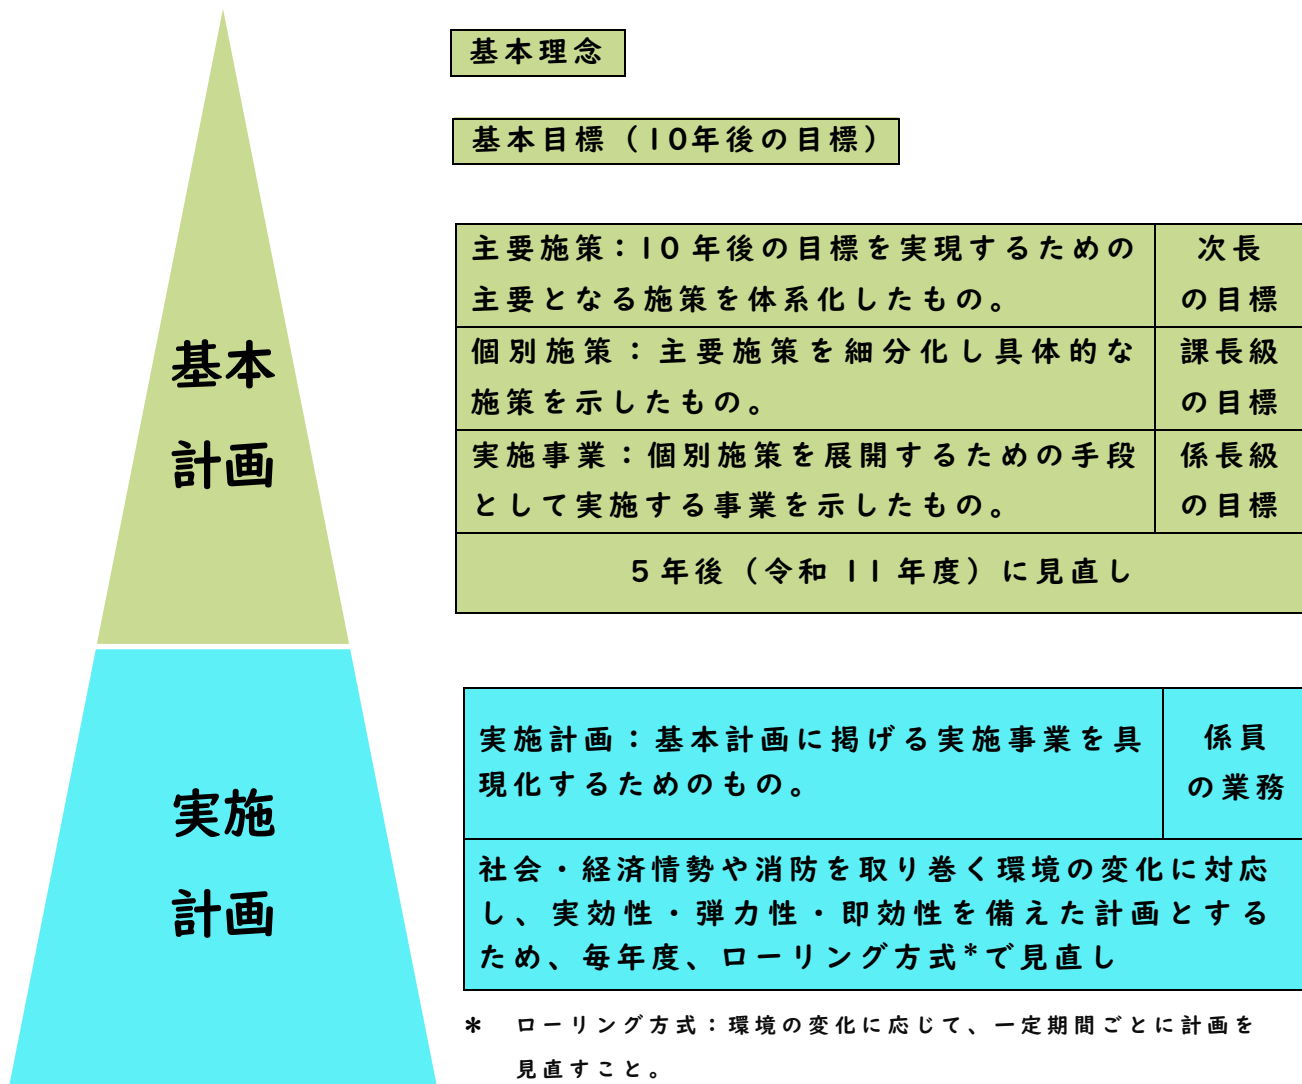 基本理念
基本目標（10年後の目標）
主要施策：10年後の目標を実現するための
主要となる施策を体系化したもの。
次長
の目標
個別施策：主要施策を細分化し具体的な
施策を示したもの。
課長級
の目標
実施事業：個別施策を展開するための手段
として実施する事業を示したもの。
係長級
の目標
5年後（令和11年度）に見直し
基本
計画
実施計画：基本計画に掲げる実施事業を具
現化するためのもの。
係員
の業務
社会・経済情勢や消防を取り巻く環境の変化に対応
し、実効性・弾力性・即効性を備えた計画とする
ため、毎年度、ローリング方式*で見直し
実施
計画
* ローリング方式：環境の変化に応じて、一定期間ごとに計画を
見直すこと。